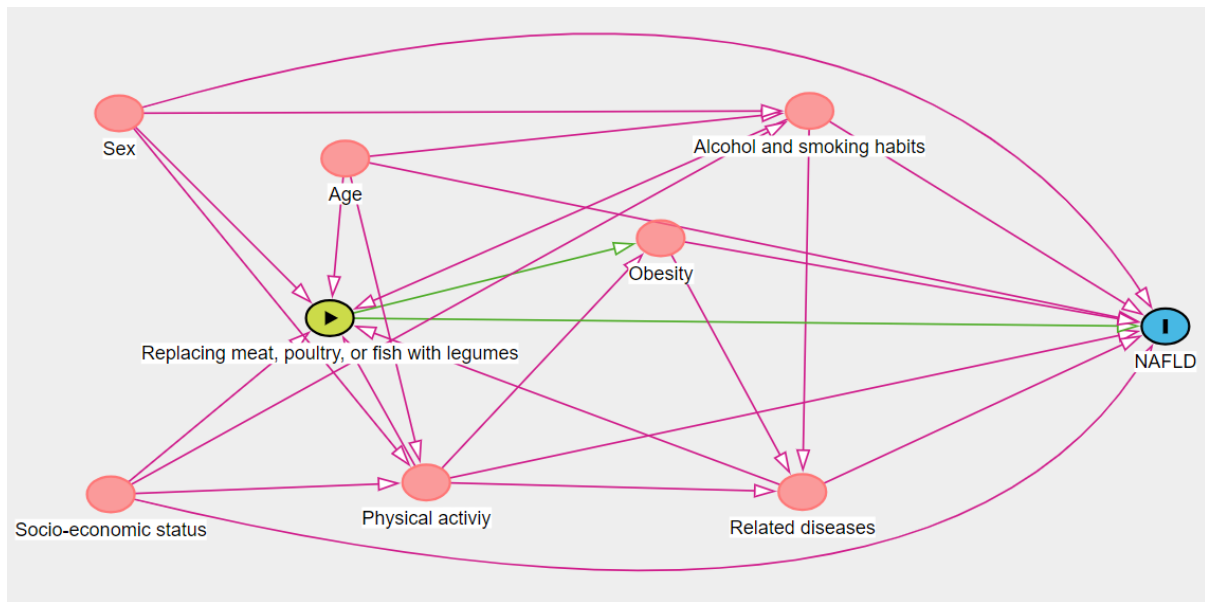 Sex
Alcohol and smoking habits
Age
Obesity
Replacing meat, poultry, or fish with legumes
NAFLD
Socio-economic status
Physical activiy
Related diseases